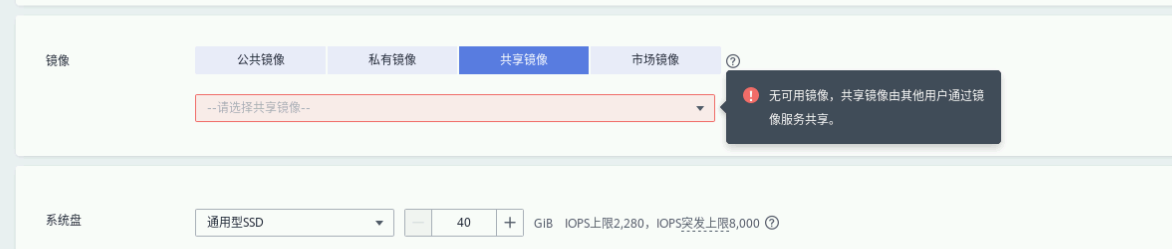 镜像
公共镜像 私有镜像 共享镜像 市场镜像 ?
--请选择共享镜像--
! 无可用镜像，共享镜像由其他用户通过镜
像服务共享。
系统盘
通用型SSD — 40 + GiB IOPS上限2,280，IOPS突发上限8,000 ?